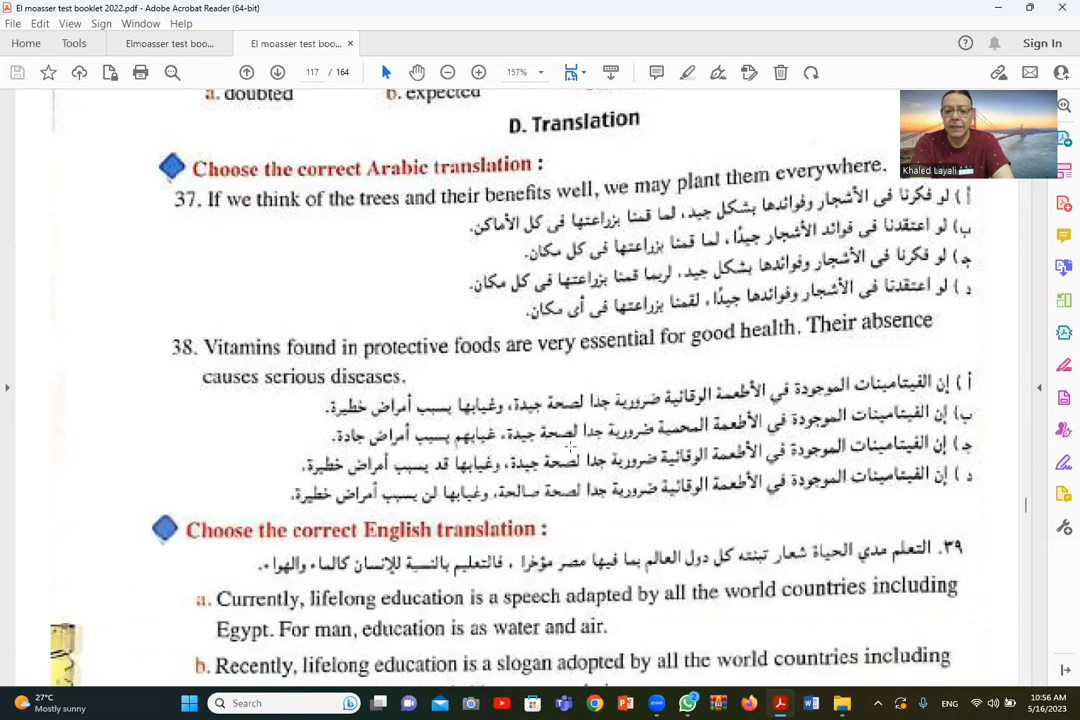 El moasser test booklet 2022.pdf - Adobe Acrobat Reader (64-bit)
File Edit View Sign Window Help
Home Tools Elmoasser test boo... El moasser test boo... × Sign In
117 / 164 157%
a. doubted b. expected
Khaled Layali
D. Translation
Choose the correct Arabic translation :
37. If we think of the trees and their benefits well, we may plant them everywhere.
أ ) لو فكرنا في الأشجار وفوائدها بشكل جيد، لما قمنا بزراعتها في كل الأماكن.
ب) لو اعتقدنا في فوائد الأشجار جيدًا، لما قمنا بزراعتها في كل مكان.
جـ) لو فكرنا في الأشجار وفوائدها بشكل جيد، لربما قمنا بزراعتها في كل مكان.
د ) لو اعتقدنا في الأشجار وفوائدها جيدًا، لقمنا بزراعتها في أي مكان.
38. Vitamins found in protective foods are very essential for good health. Their absence
causes serious diseases.
أ ) إن الفيتامينات الموجودة في الأطعمة الوقائية ضرورية جدا لصحة جيدة، وغيابها يسبب أمراض خطيرة.
ب) إن الفيتامينات الموجودة في الأطعمة المحمية ضرورية جدا لصحة جيدة، غيابهم يسبب أمراض جادة.
جـ) إن الفيتامينات الموجودة في الأطعمة الوقائية ضرورية جدا لصحة جيدة، وغيابها قد يسبب أمراض خطيرة.
د ) إن الفيتامينات الموجودة في الأطعمة الوقائية ضرورية جدا لصحة صالحة، وغيابها لن يسبب أمراض خطيرة.
Choose the correct English translation :
٣٩. التعلم مدي الحياة شعار تبنته كل دول العالم بما فيها مصر مؤخرا ، فالتعليم بالنسبة للإنسان كالماء والهواء.
a. Currently, lifelong education is a speech adapted by all the world countries including
Egypt. For man, education is as water and air.
b. Recently, lifelong education is a slogan adopted by all the world countries including
27°C
Mostly sunny
Search
2
ENG
10:56 AM
5/16/2023